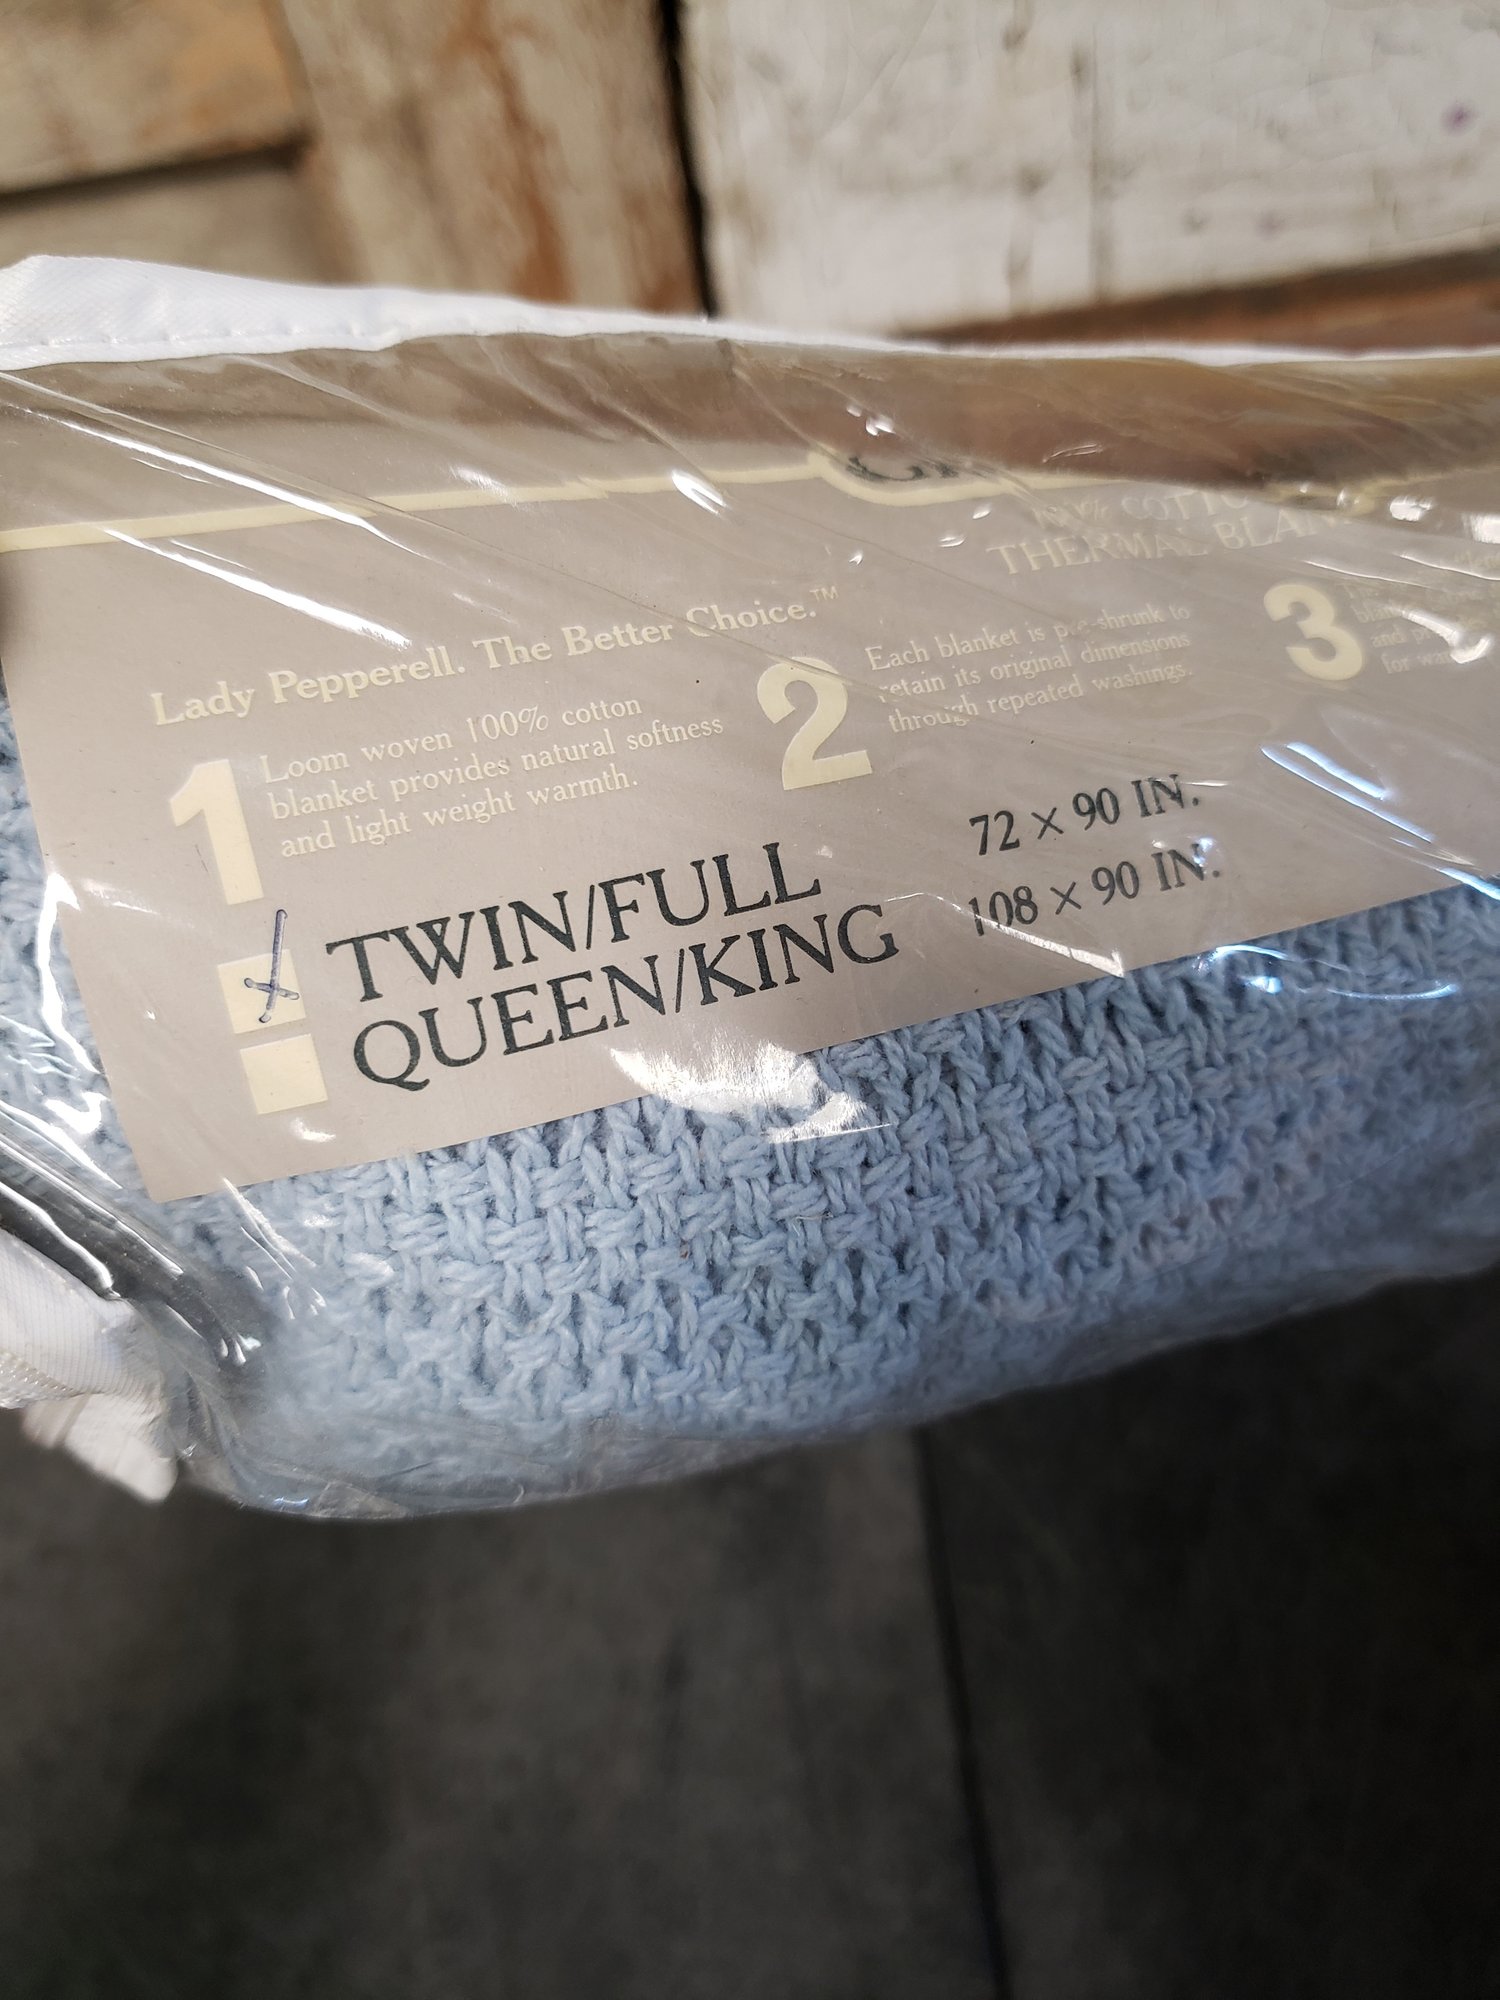 100% COTTO
THERMAL BLAN
Lady Pepperell. The Better Choice.™
1
Loom woven 100% cotton
blanket provides natural softness
and light weight warmth.
2
Each blanket is pre-shrunk to
retain its original dimensions
through repeated washings.
3
for
X TWIN/FULL 72 × 90 IN.
QUEEN/KING 108 × 90 IN.